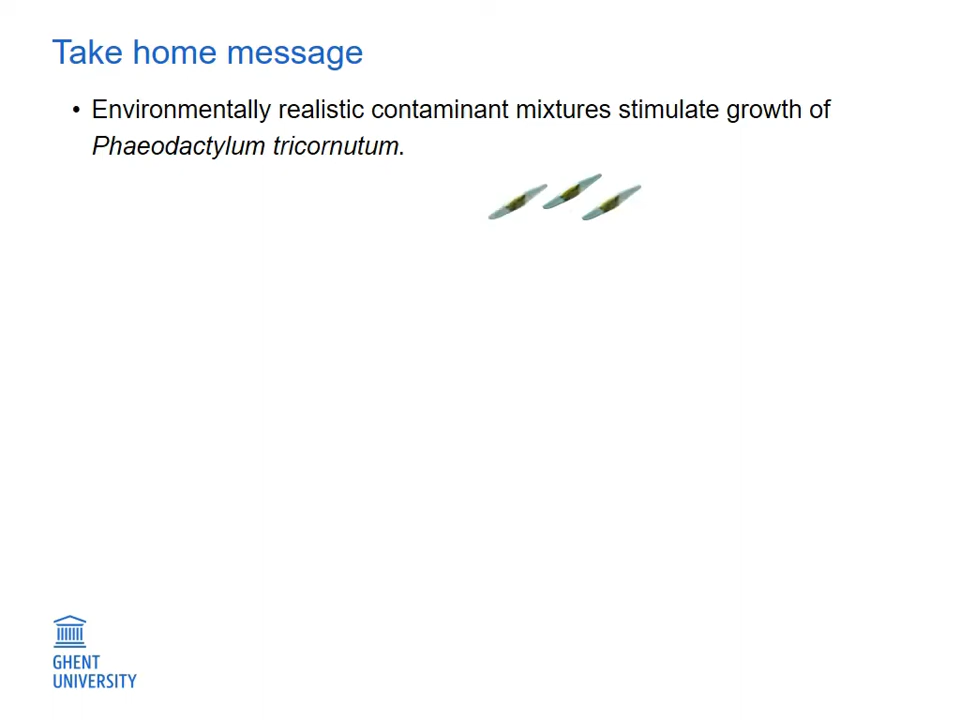 Take home message
• Environmentally realistic contaminant mixtures stimulate growth of
Phaeodactylum tricornutum.
GHENT
UNIVERSITY